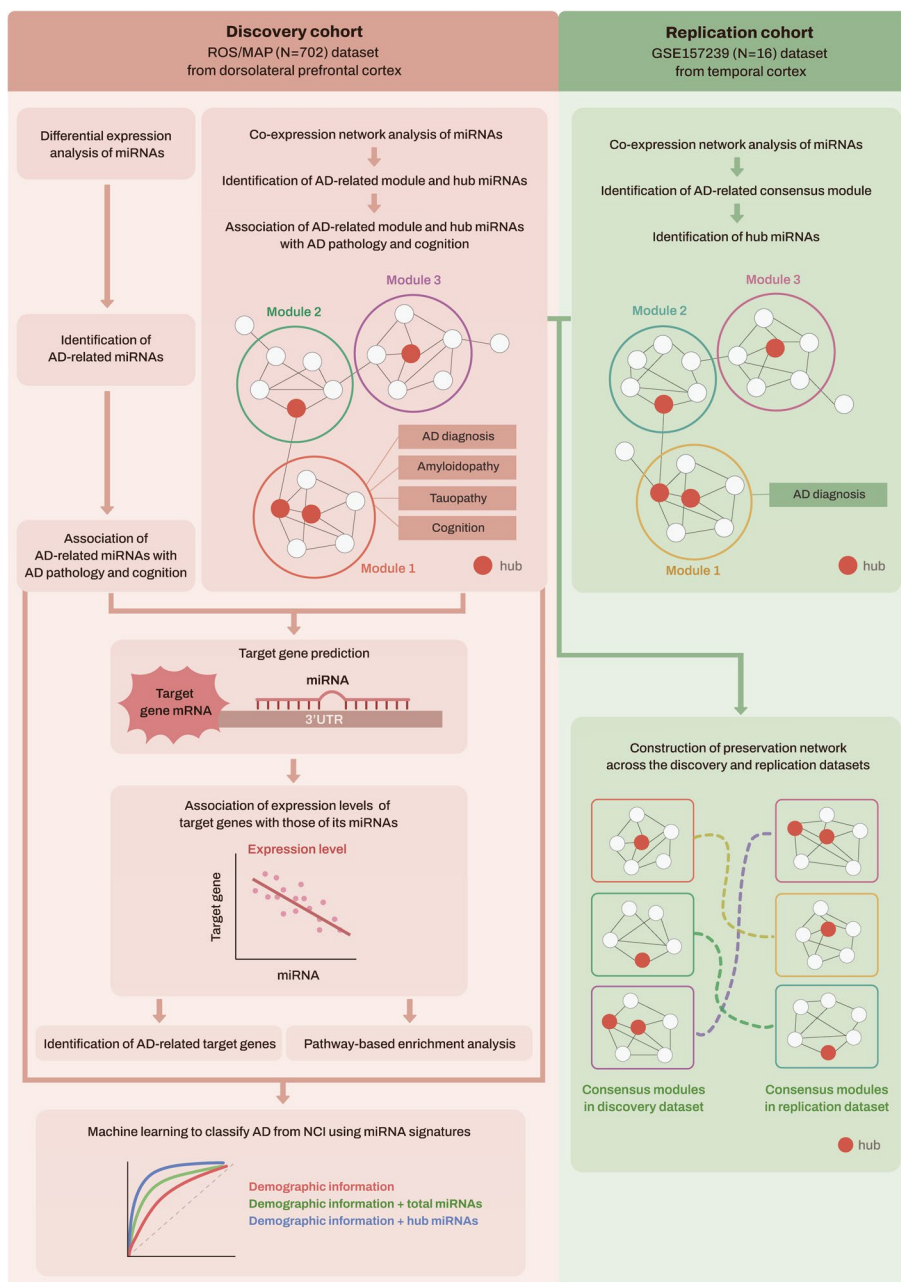 Discovery cohort
ROS/MAP (N=702) dataset
from dorsolateral prefrontal cortex
Replication cohort
GSE157239 (N=16) dataset
from temporal cortex
Differential expression
analysis of miRNAs
Identification of
AD-related miRNAs
Association of
AD-related miRNAs with
AD pathology and cognition
Co-expression network analysis of miRNAs
Identification of AD-related module and hub miRNAs
Association of AD-related module and hub miRNAs
with AD pathology and cognition
Module 3
Module 2
AD diagnosis
Amyloidopathy
Tauopathy
Cognition
Module 1
hub
Co-expression network analysis of miRNAs
Identification of AD-related consensus module
Identification of hub miRNAs
Module 3
Module 2
AD diagnosis
Module 1
hub
Target gene prediction
miRNA
Target
gene mRNA
3'UTR
Association of expression levels of
target genes with those of its miRNAs
Expression level
Target gene
miRNA
Identification of AD-related target genes
Pathway-based enrichment analysis
Machine learning to classify AD from NCI using miRNA signatures
Demographic information
Demographic information + total miRNAs
Demographic information + hub miRNAs
Construction of preservation network
across the discovery and replication datasets
Consensus modules
in discovery dataset
Consensus modules
in replication dataset
hub